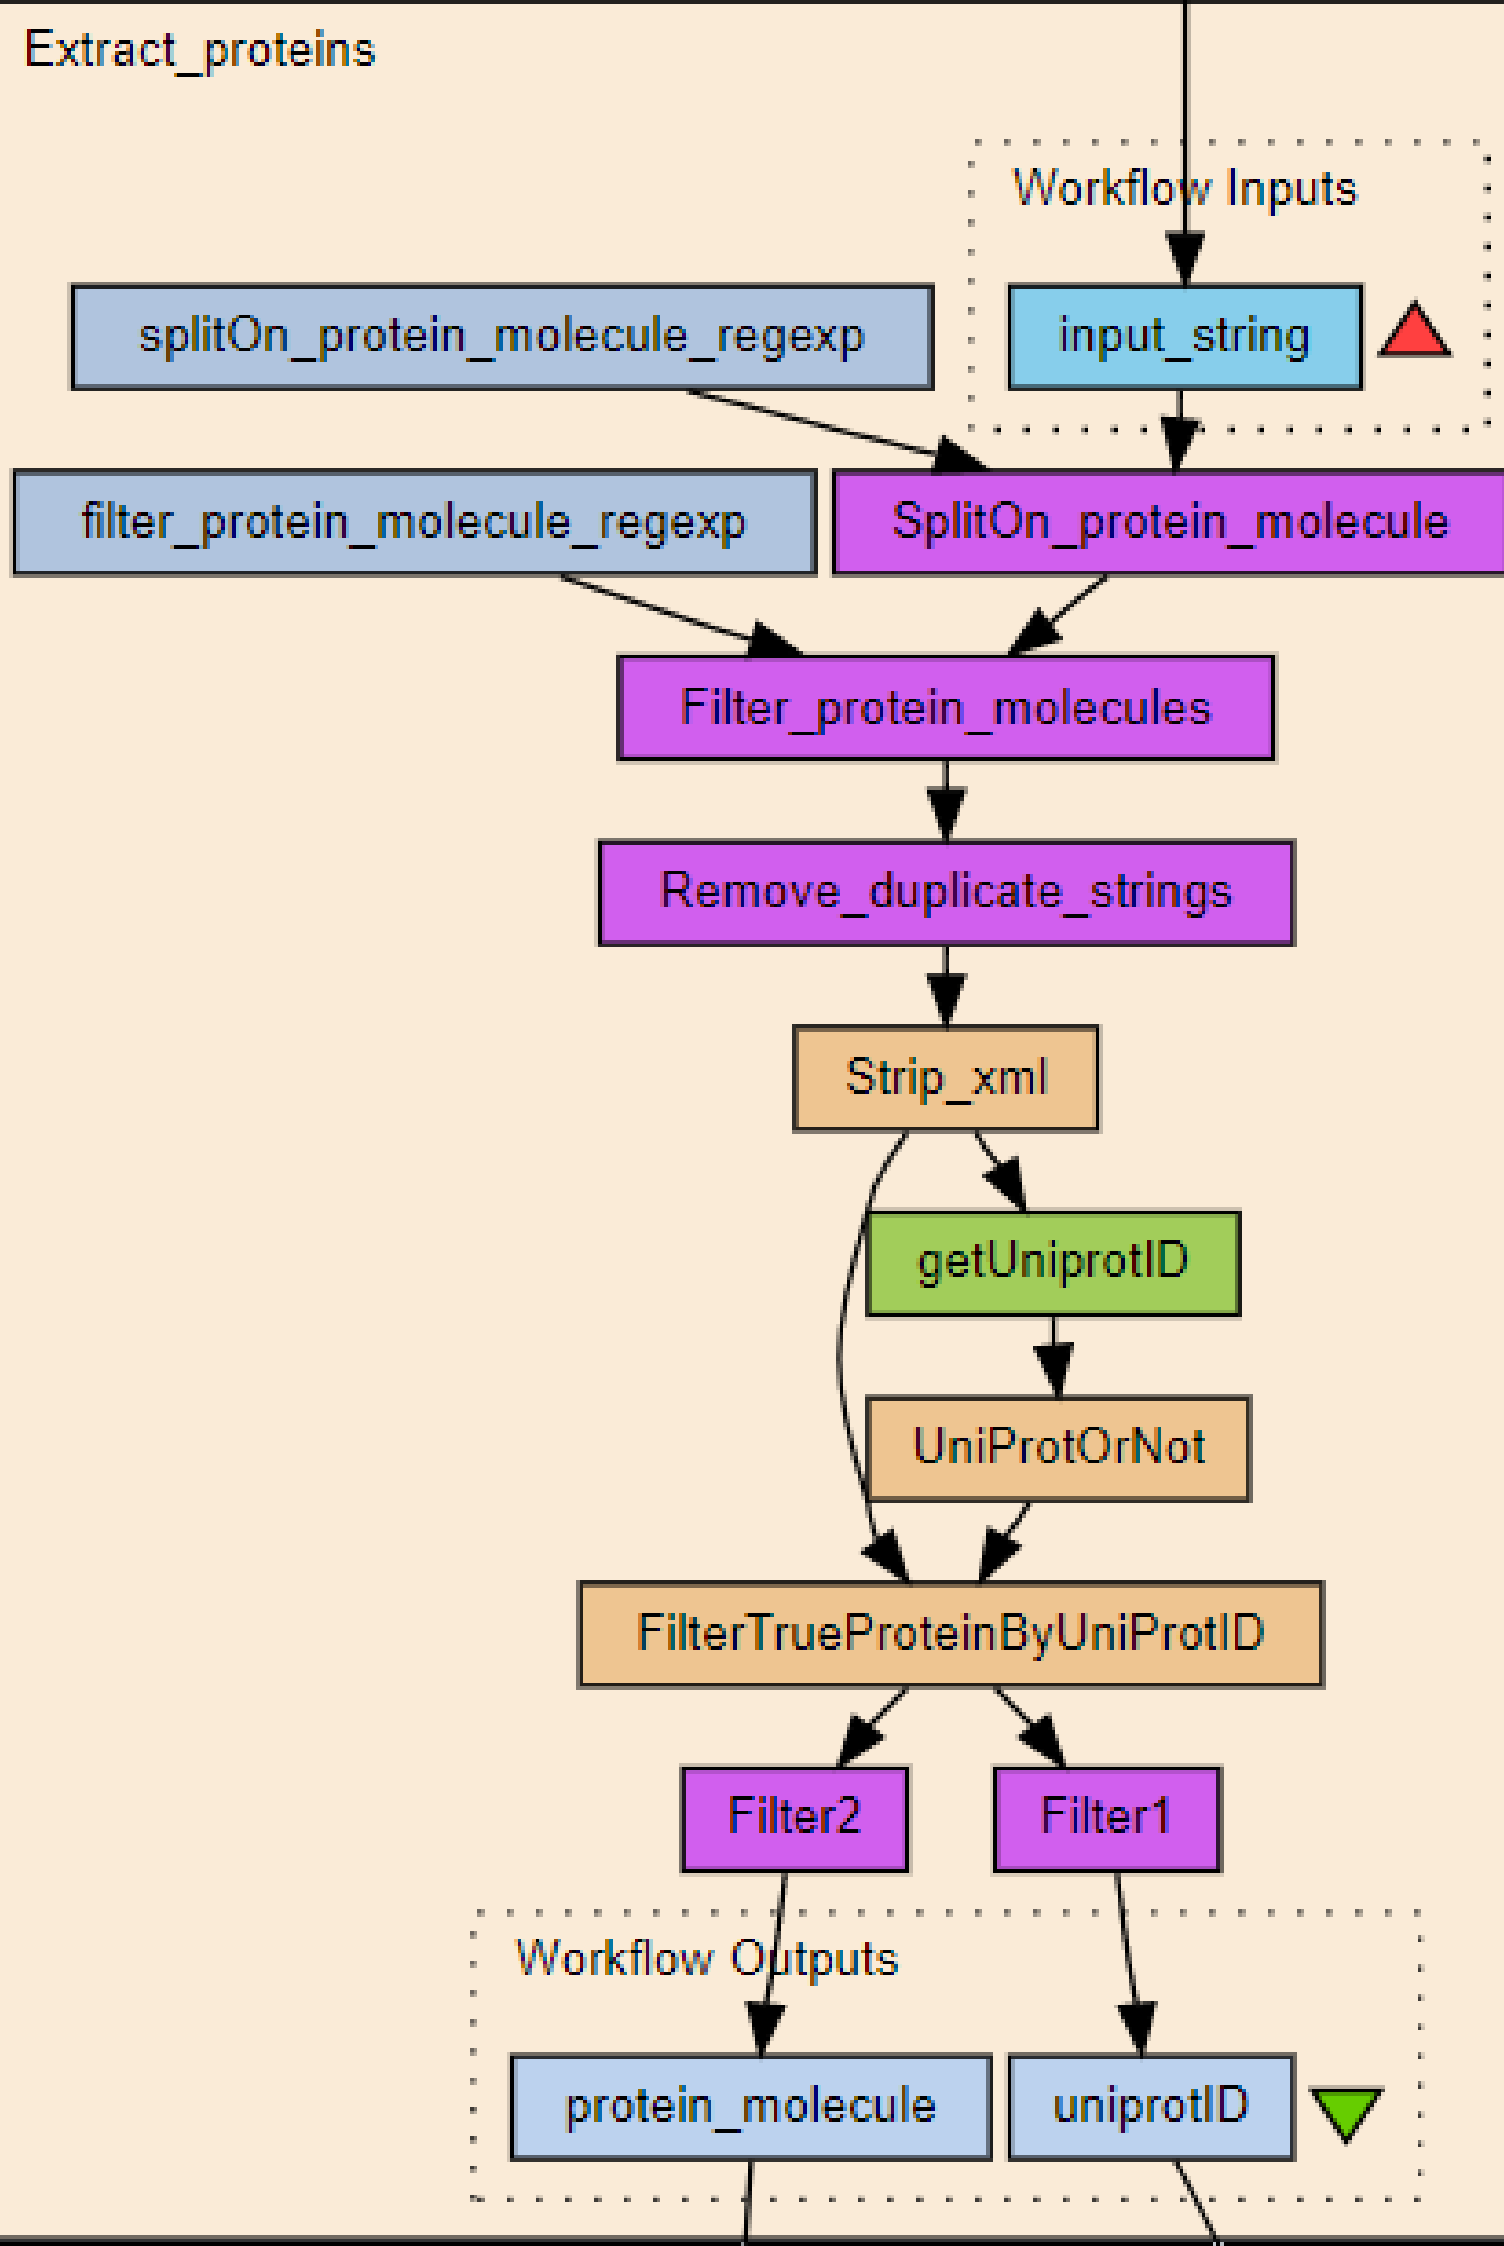 Extract_proteins
Workflow Inputs
splitOn_protein_molecule_regexp
input_string
filter_protein_molecule_regexp
SplitOn_protein_molecule
Filter_protein_molecules
Remove_duplicate_strings
Strip_xml
getUniprotID
UniProtOrNot
FilterTrueProteinByUniProtID
Filter2
Filter1
Workflow Outputs
protein_molecule
uniprotID